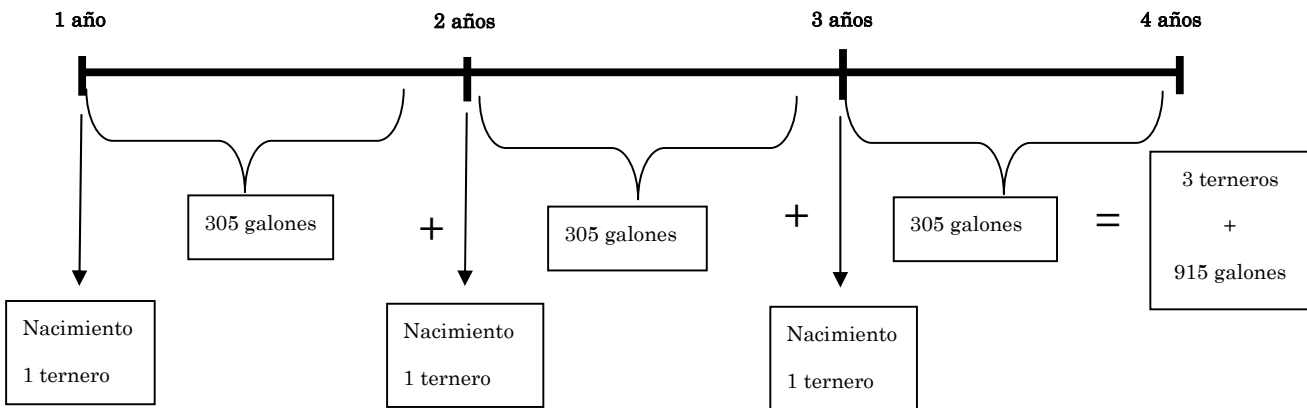 1 año
2 años
3 años
4 años
305 galones
+
305 galones
+
305 galones
=
3 terneros
+
915 galones
Nacimiento
1 ternero
Nacimiento
1 ternero
Nacimiento
1 ternero